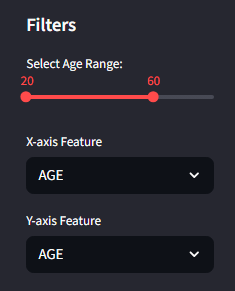 Filters
Select Age Range:
20 60
X-axis Feature
AGE
Y-axis Feature
AGE